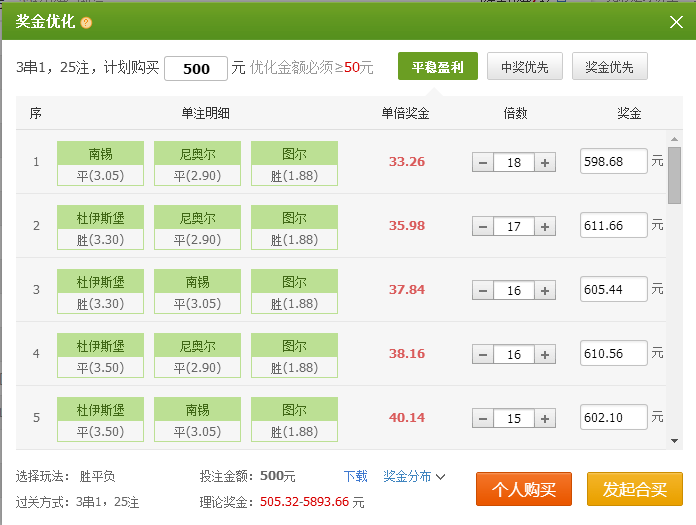 奖金优化 ?
3串1，25注，计划购买 500 元 优化金额必须≥50元 平稳盈利 中奖优先 奖金优先
序 单注明细 单倍奖金 倍数 奖金
南锡 尼奥尔 图尔
1 33.26 − 18 + 598.68 元
平(3.05) 平(2.90) 胜(1.88)
杜伊斯堡 尼奥尔 图尔
2 35.98 − 17 + 611.66 元
胜(3.30) 平(2.90) 胜(1.88)
杜伊斯堡 南锡 图尔
3 37.84 − 16 + 605.44 元
胜(3.30) 平(3.05) 胜(1.88)
杜伊斯堡 尼奥尔 图尔
4 38.16 − 16 + 610.56 元
平(3.50) 平(2.90) 胜(1.88)
杜伊斯堡 南锡 图尔
5 40.14 − 15 + 602.10 元
平(3.50) 平(3.05) 胜(1.88)
选择玩法： 胜平负 投注金额：500元 下载 奖金分布
过关方式：3串1，25注 理论奖金：505.32-5893.66 元 个人购买 发起合买